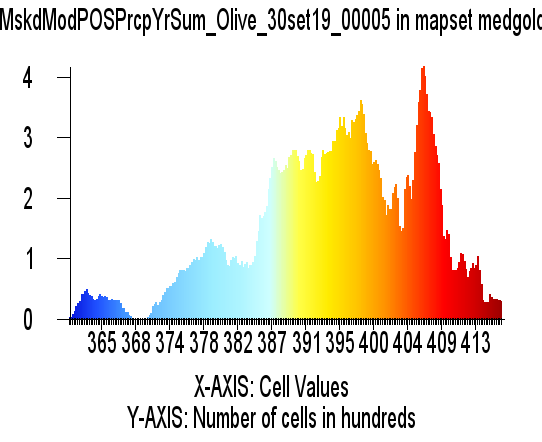 MskdModPOSPrcpYrSum_Olive_30set19_00005 in mapset medgold
4
3
2
1
0
365 368 374 378 382 387 391 395 400 404 409 413
X-AXIS: Cell Values
Y-AXIS: Number of cells in hundreds